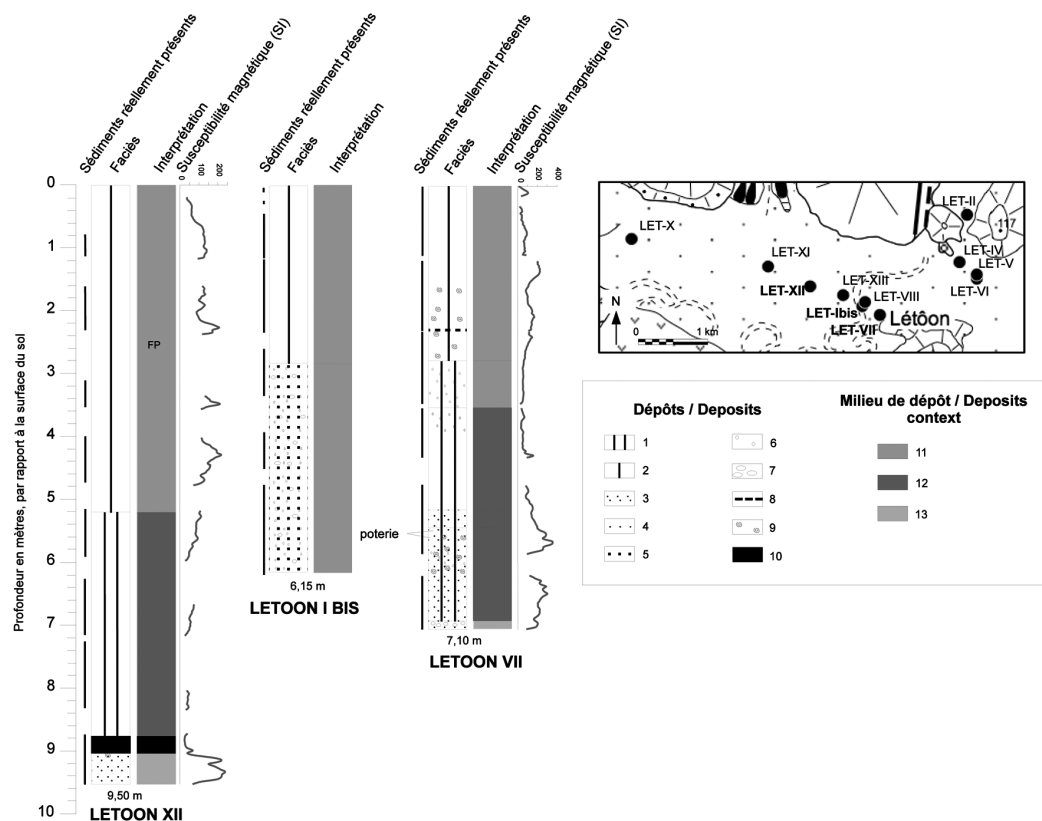 Sédiments réellement présents
Faciès
Interprétation
Susceptibilité magnétique (SI)
Sédiments réellement présents
Faciès
Interprétation
Sédiments réellement présents
Faciès
Interprétation
Susceptibilité magnétique (SI)
0 100 200
0 200 400
Profondeur en mètres, par rapport à la surface du sol
0
1
2
3
4
5
6
7
8
9
10
FP
9,50 m
LETOON XII
6,15 m
LETOON I BIS
poterie
7,10 m
LETOON VII
LET-II
117
LET-X
LET-IV
LET-V
LET-XI
LET-VI
LET-XII
LET-XIII
LET-VIII
LET-Ibis
Létôon
LET-VII
N
0 1 km
Dépôts / Deposits
1
2
3
4
5
6
7
8
9
10
Milieu de dépôt / Deposits
context
11
12
13